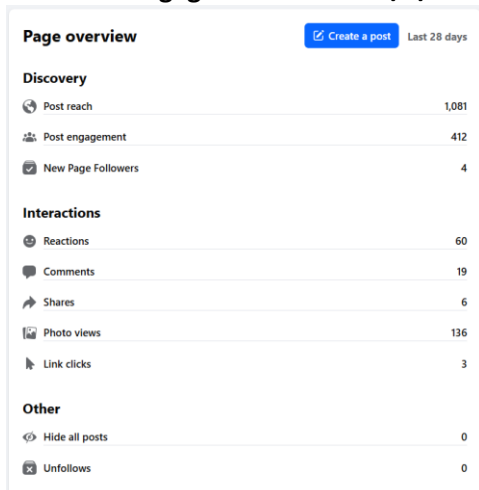 Page overview
Create a post
Last 28 days
Discovery
Post reach 1,081
Post engagement 412
New Page Followers 4
Interactions
Reactions 60
Comments 19
Shares 6
Photo views 136
Link clicks 3
Other
Hide all posts 0
Unfollows 0